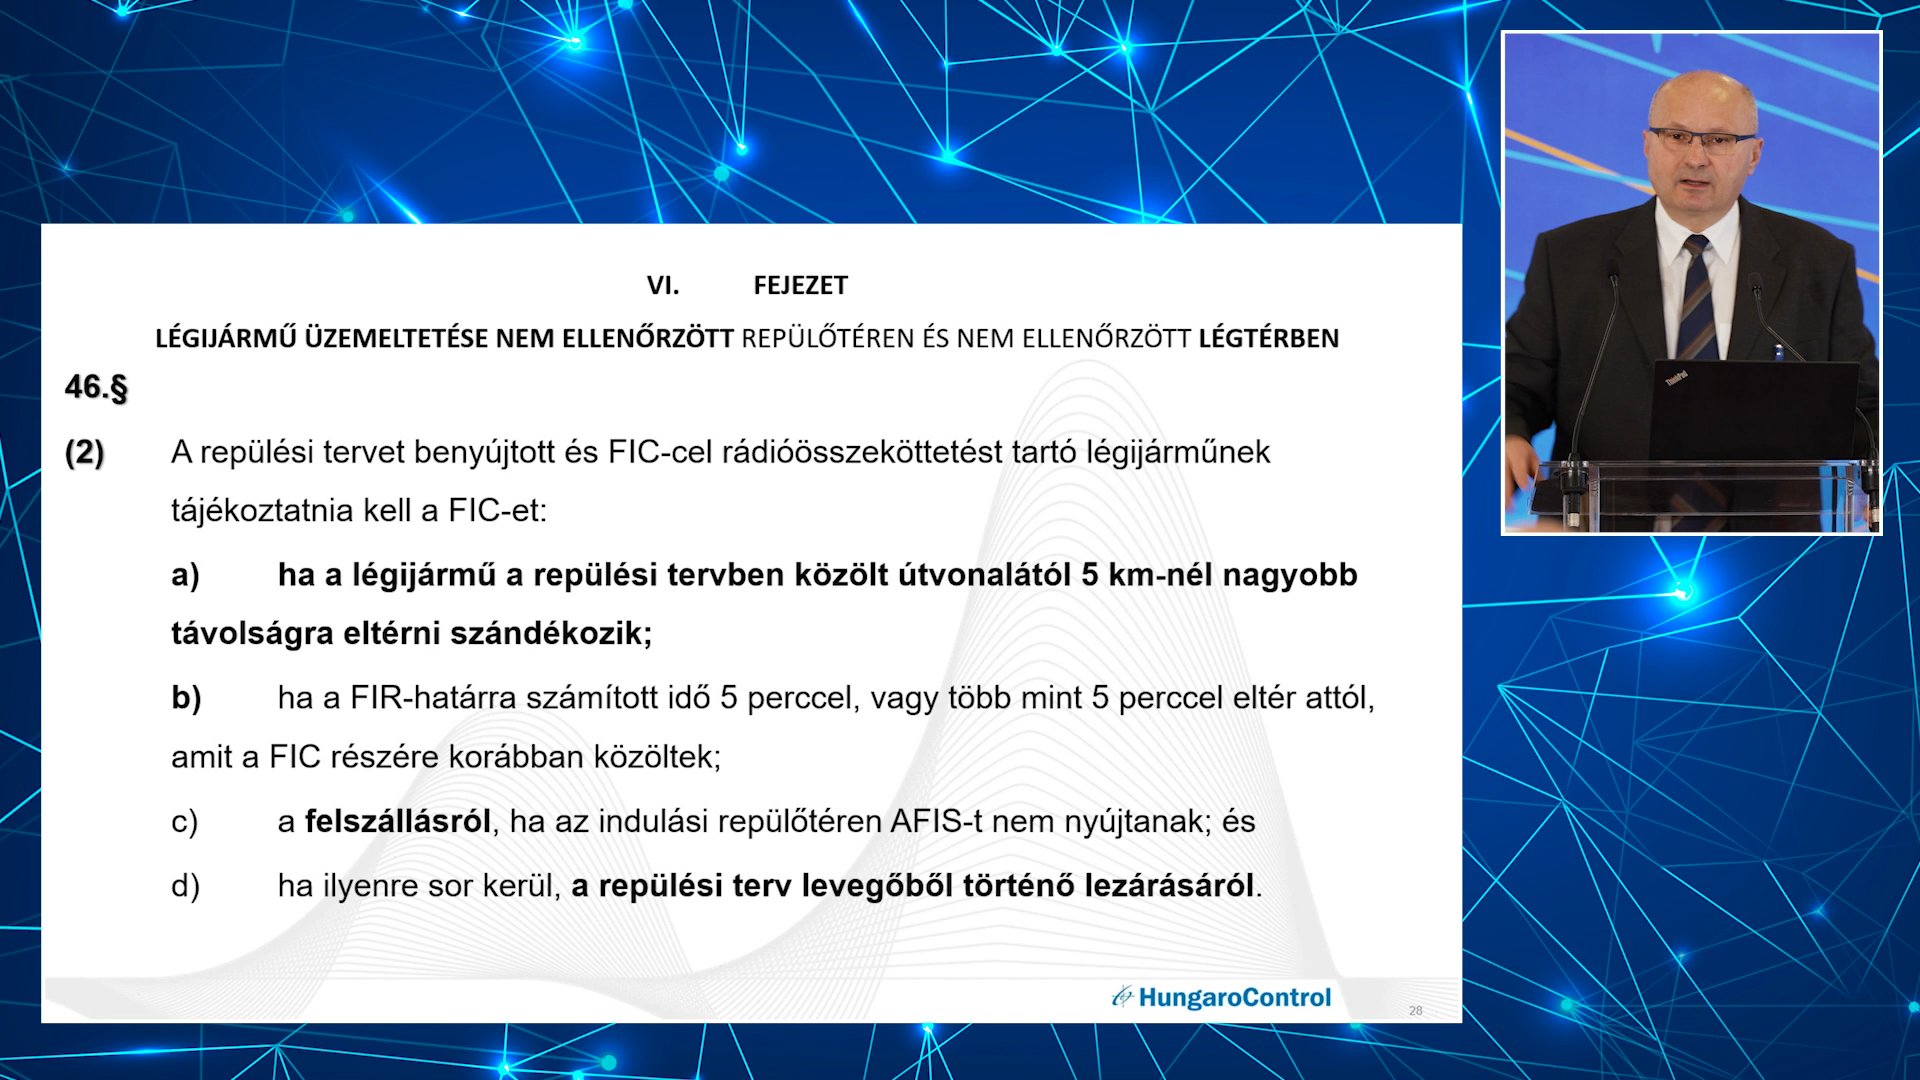 VI. FEJEZET
LÉGIJÁRMŰ ÜZEMELTETÉSE NEM ELLENŐRZÖTT REPÜLŐTÉREN ÉS NEM ELLENŐRZÖTT LÉGTÉRBEN
46.§
(2) A repülési tervet benyújtott és FIC-cel rádióösszeköttetést tartó légijárműnek
tájékoztatnia kell a FIC-et:
a) ha a légijármű a repülési tervben közölt útvonalától 5 km-nél nagyobb
távolságra eltérni szándékozik;
b) ha a FIR-határra számított idő 5 perccel, vagy több mint 5 perccel eltér attól,
amit a FIC részére korábban közöltek;
c) a felszállásról, ha az indulási repülőtéren AFIS-t nem nyújtanak; és
d) ha ilyenre sor kerül, a repülési terv levegőből történő lezárásáról.
HungaroControl
28
ThinkPad